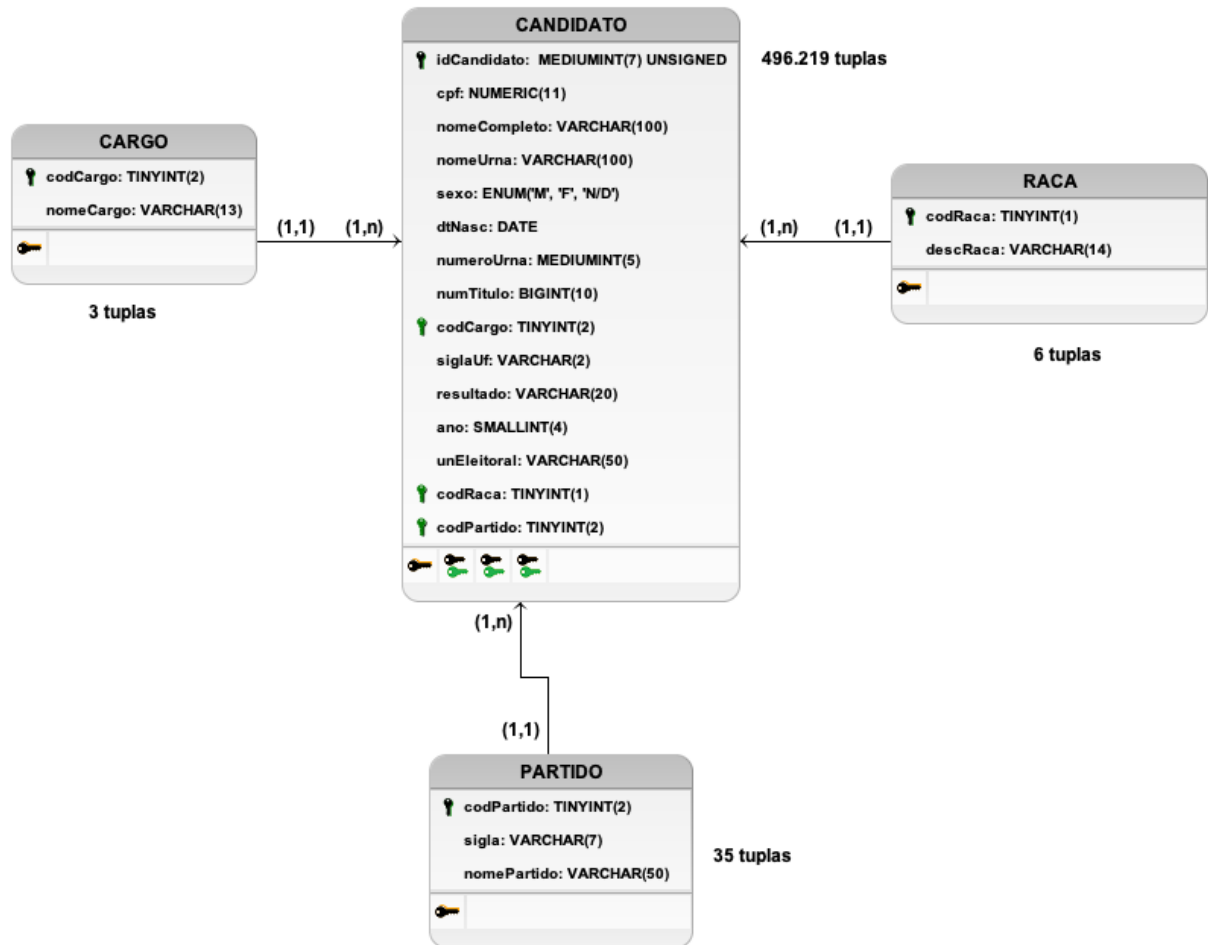 CANDIDATO
idCandidato: MEDIUMINT(7) UNSIGNED
cpf: NUMERIC(11)
nomeCompleto: VARCHAR(100)
nomeUrna: VARCHAR(100)
sexo: ENUM('M', 'F', 'N/D')
dtNasc: DATE
numeroUrna: MEDIUMINT(5)
numTitulo: BIGINT(10)
codCargo: TINYINT(2)
siglaUf: VARCHAR(2)
resultado: VARCHAR(20)
ano: SMALLINT(4)
unEleitoral: VARCHAR(50)
codRaca: TINYINT(1)
codPartido: TINYINT(2)
496.219 tuplas
CARGO
codCargo: TINYINT(2)
nomeCargo: VARCHAR(13)
3 tuplas
(1,1)
(1,n)
RACA
codRaca: TINYINT(1)
descRaca: VARCHAR(14)
6 tuplas
(1,n)
(1,1)
(1,n)
(1,1)
PARTIDO
codPartido: TINYINT(2)
sigla: VARCHAR(7)
nomePartido: VARCHAR(50)
35 tuplas